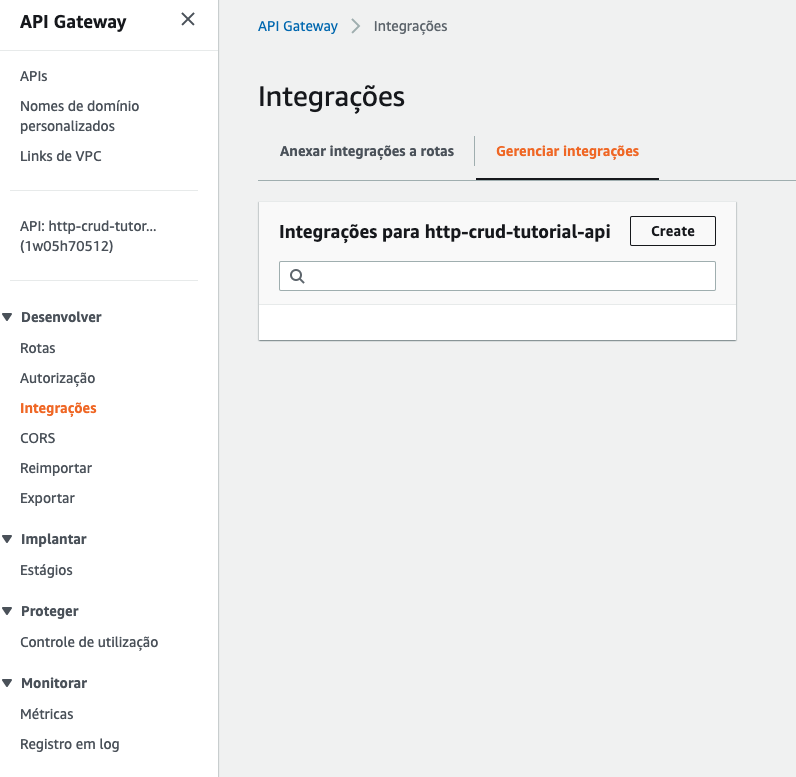 API Gateway
APIs
Nomes de domínio
personalizados
Links de VPC
API: http-crud-tutor...
(1w05h70512)
Desenvolver
Rotas
Autorização
Integrações
CORS
Reimportar
Exportar
Implantar
Estágios
Proteger
Controle de utilização
Monitorar
Métricas
Registro em log
API Gateway > Integrações
Integrações
Anexar integrações a rotas
Gerenciar integrações
Integrações para http-crud-tutorial-api
Create